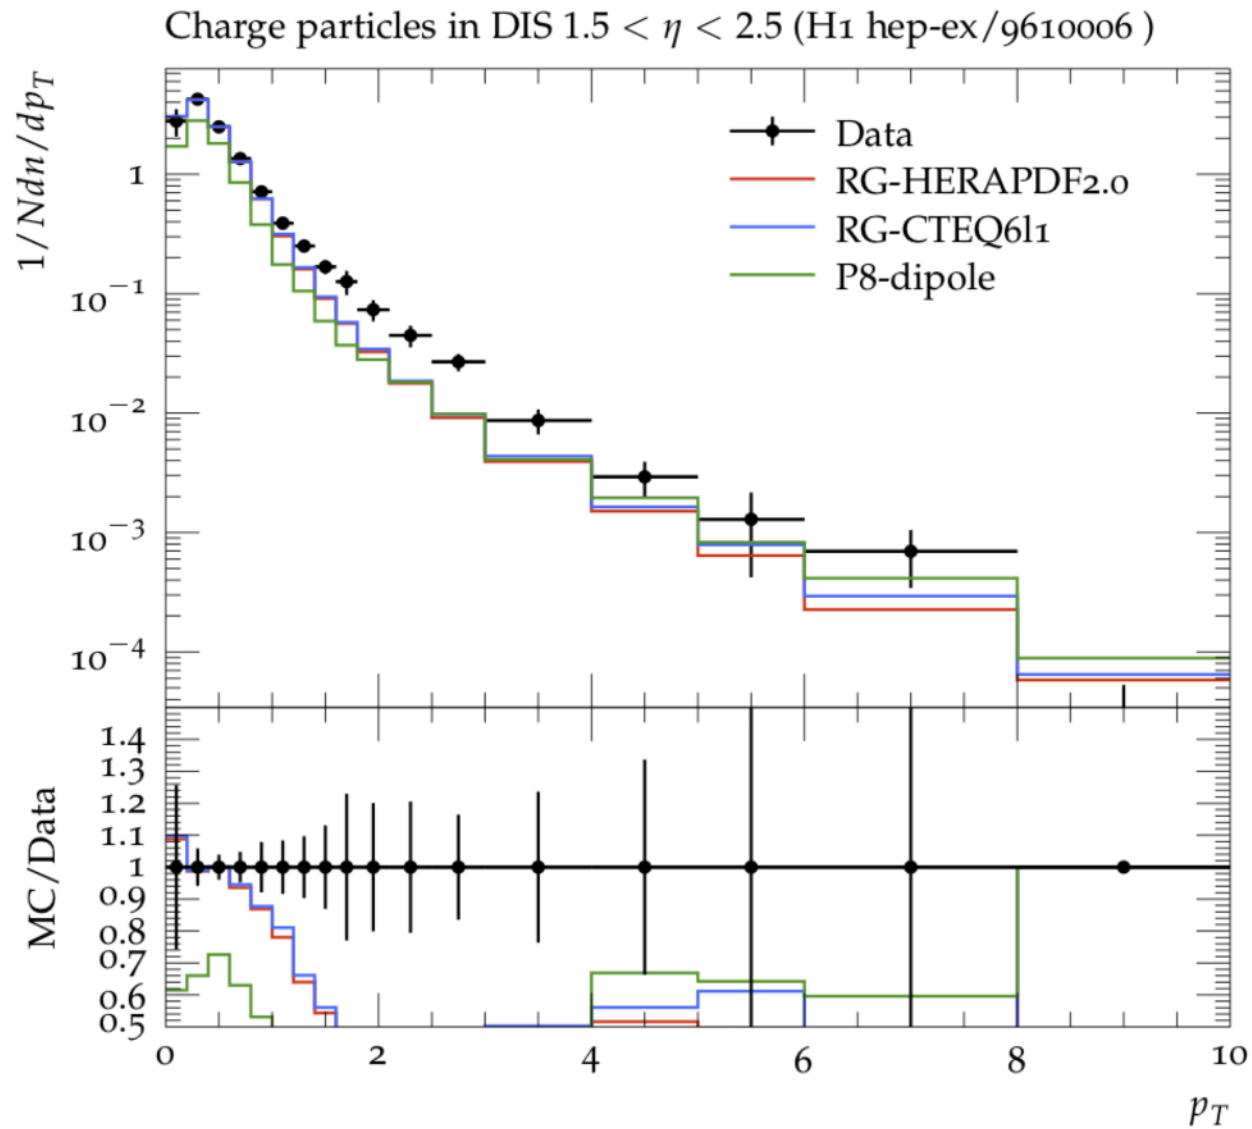 Charge particles in DIS 1.5 < η < 2.5 (H1 hep-ex/9610006 )
1/Ndn/dp_T
1
10^−1
10^−2
10^−3
10^−4
Data
RG-HERAPDF2.0
RG-CTEQ6l1
P8-dipole
MC/Data
1.4
1.3
1.2
1.1
1
0.9
0.8
0.7
0.6
0.5
0 2 4 6 8 10
p_T